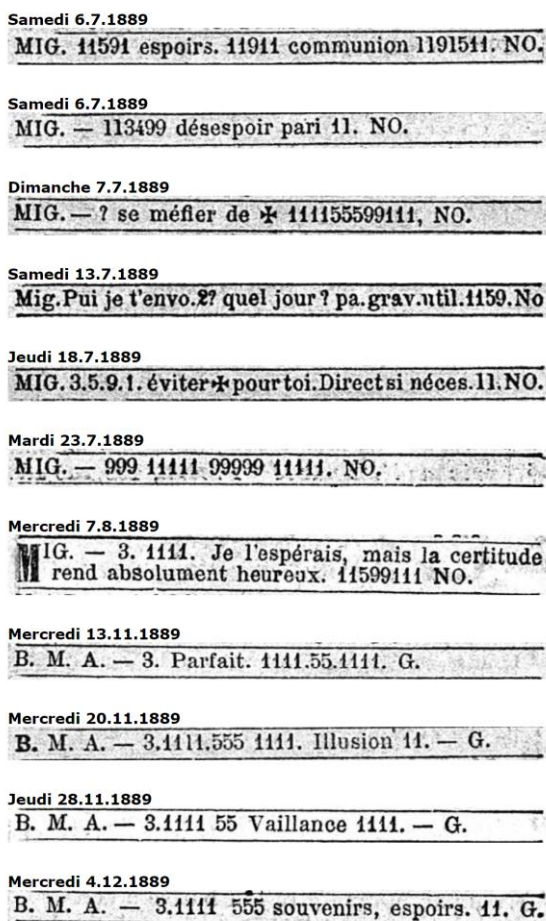 Samedi 6.7.1889
MIG. 11591 espoirs. 11911 communion 1191511. NO.
Samedi 6.7.1889
MIG. — 113499 désespoir pari 11. NO.
Dimanche 7.7.1889
MIG. — ? se méfier de ✠ 111155599111, NO.
Samedi 13.7.1889
Mig. Pui je t'envo. 2? quel jour? pa. grav. util. 1159. No
Jeudi 18.7.1889
MIG. 3.5.9.1. éviter ✠ pour toi. Direct si néces. 11. NO.
Mardi 23.7.1889
MIG. — 999 11111 99999 11111. NO.
Mercredi 7.8.1889
MIG. — 3. 1111. Je l'espérais, mais la certitude
rend absolument heureux. 11599111 NO.
Mercredi 13.11.1889
B. M. A. — 3. Parfait. 1111.55.1111. G.
Mercredi 20.11.1889
B. M. A. — 3.1111.555 1111. Illusion 11. — G.
Jeudi 28.11.1889
B. M. A. — 3.1111 55 Vaillance 1111. — G.
Mercredi 4.12.1889
B. M. A. — 3.1111 555 souvenirs, espoirs. 11. G.